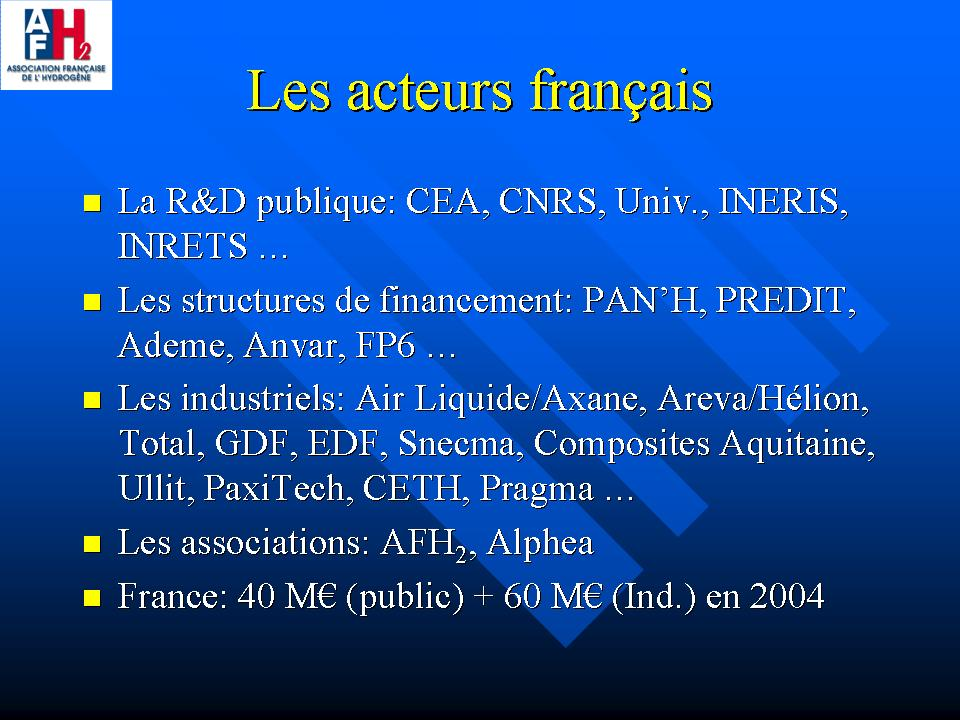 AFH2
ASSOCIATION FRANÇAISE
DE L'HYDROGÈNE
Les acteurs français
La R&D publique: CEA, CNRS, Univ., INERIS,
INRETS …
Les structures de financement: PAN’H, PREDIT,
Ademe, Anvar, FP6 …
Les industriels: Air Liquide/Axane, Areva/Hélion,
Total, GDF, EDF, Snecma, Composites Aquitaine,
Ullit, PaxiTech, CETH, Pragma …
Les associations: AFH₂, Alphea
France: 40 M€ (public) + 60 M€ (Ind.) en 2004